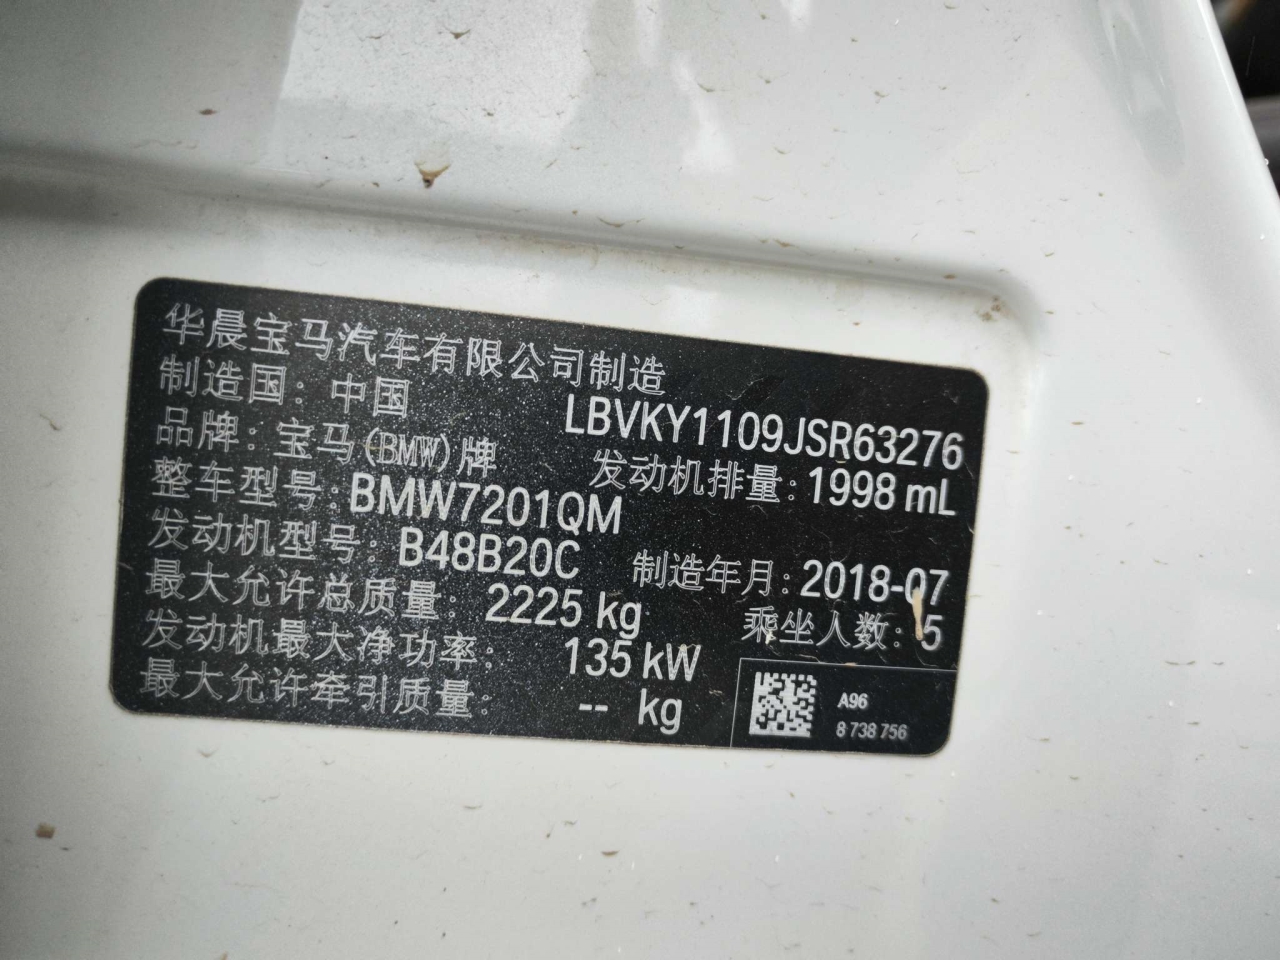 华晨宝马汽车有限公司制造
制造国：中国
LBVKY1109JSR63276
品牌：宝马(BMW)牌
发动机排量：1998 mL
整车型号：BMW7201QM
发动机型号：B48B20C
制造年月：2018-07
最大允许总质量：2225 kg
乘坐人数：5
发动机最大净功率：135 kW
最大允许牵引质量：-- kg
A96
8 738 756